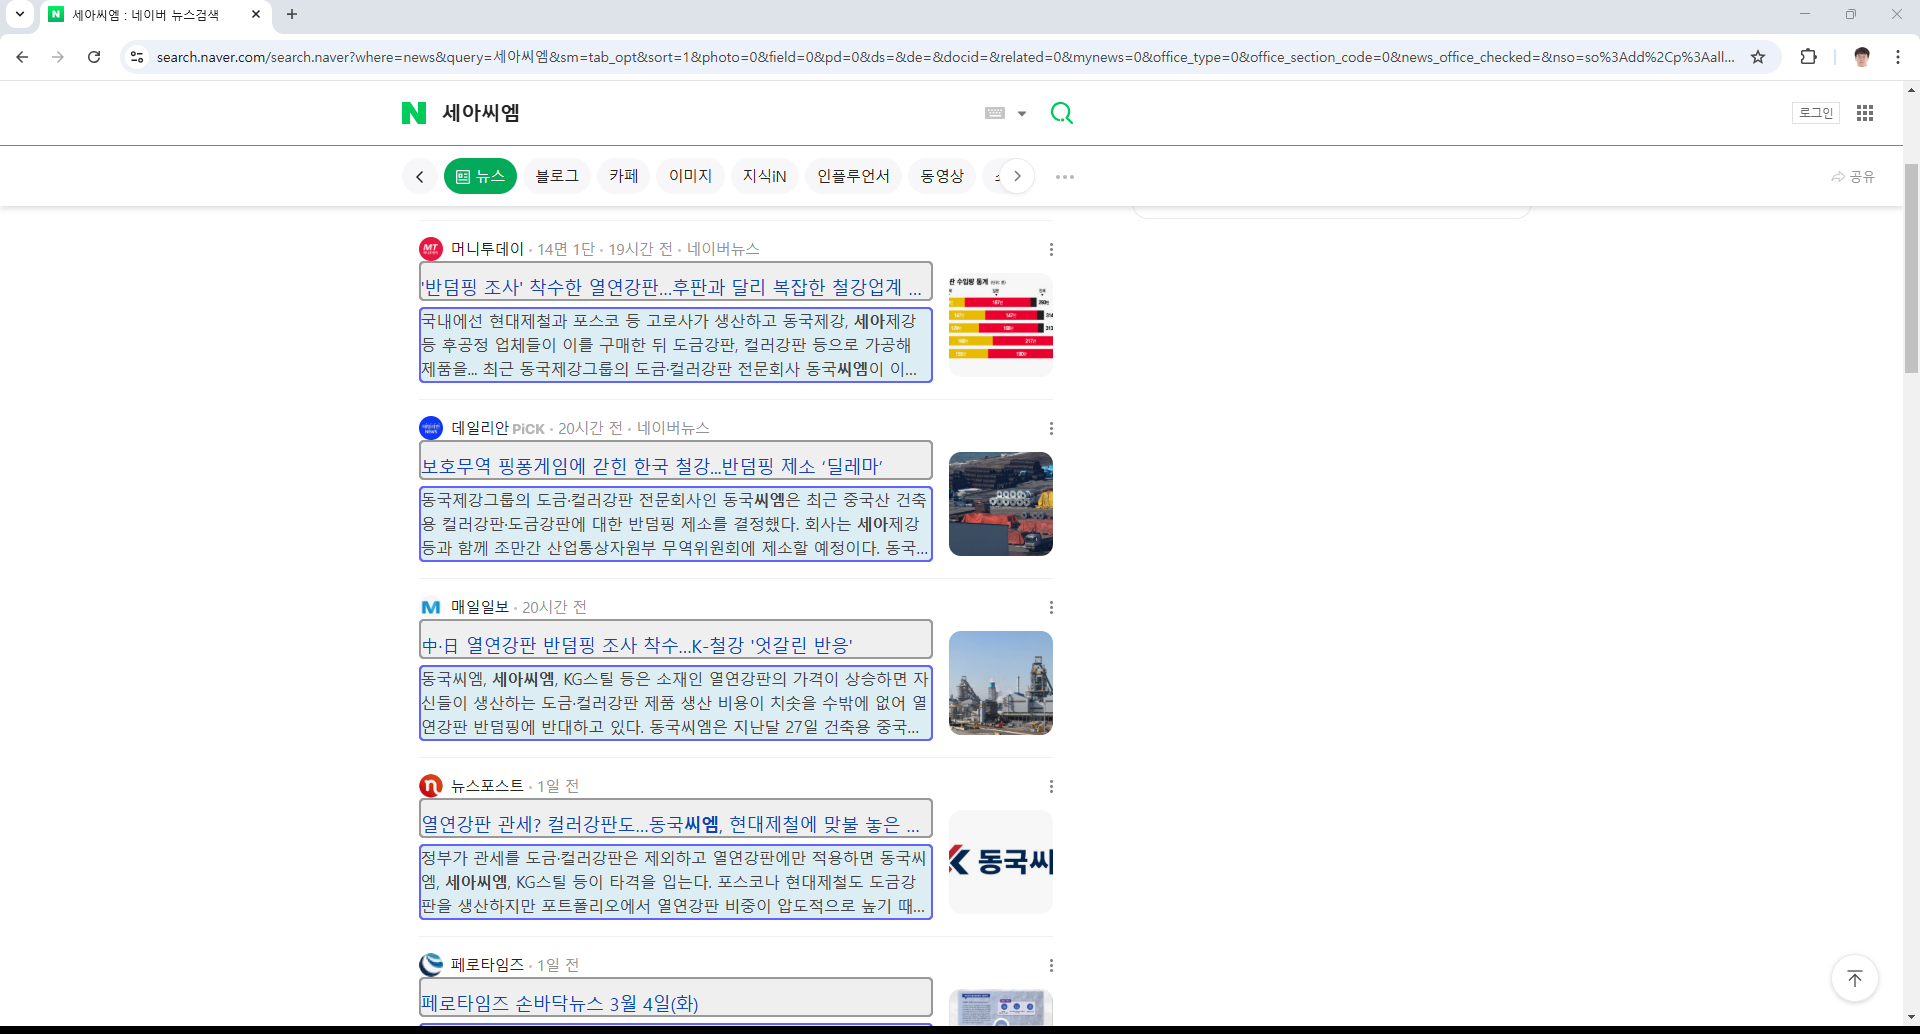 세아씨엠 : 네이버 뉴스검색
search.naver.com/search.naver?where=news&query=세아씨엠&sm=tab_opt&sort=1&photo=0&field=0&pd=0&ds=&de=&docid=&related=0&mynews=0&office_type=0&office_section_code=0&news_office_checked=&nso=so%3Add%2Cp%3Aall...
세아씨엠
로그인
뉴스 블로그 카페 이미지 지식iN 인플루언서 동영상
공유
머니투데이 · 14면 1단 · 19시간 전 · 네이버뉴스
'반덤핑 조사' 착수한 열연강판...후판과 달리 복잡한 철강업계 ...
국내에선 현대제철과 포스코 등 고로사가 생산하고 동국제강, 세아제강
등 후공정 업체들이 이를 구매한 뒤 도금강판, 컬러강판 등으로 가공해
제품을... 최근 동국제강그룹의 도금·컬러강판 전문회사 동국씨엠이 이...
데일리안 PiCK · 20시간 전 · 네이버뉴스
보호무역 핑퐁게임에 갇힌 한국 철강...반덤핑 제소 ‘딜레마’
동국제강그룹의 도금·컬러강판 전문회사인 동국씨엠은 최근 중국산 건축
용 컬러강판·도금강판에 대한 반덤핑 제소를 결정했다. 회사는 세아제강
등과 함께 조만간 산업통상자원부 무역위원회에 제소할 예정이다. 동국...
매일일보 · 20시간 전
中·日 열연강판 반덤핑 조사 착수…K-철강 '엇갈린 반응'
동국씨엠, 세아씨엠, KG스틸 등은 소재인 열연강판의 가격이 상승하면 자
신들이 생산하는 도금·컬러강판 제품 생산 비용이 치솟을 수밖에 없어 열
연강판 반덤핑에 반대하고 있다. 동국씨엠은 지난달 27일 건축용 중국...
뉴스포스트 · 1일 전
열연강판 관세? 컬러강판도…동국씨엠, 현대제철에 맞불 놓은 ...
정부가 관세를 도금·컬러강판은 제외하고 열연강판에만 적용하면 동국씨
엠, 세아씨엠, KG스틸 등이 타격을 입는다. 포스코나 현대제철도 도금강
판을 생산하지만 포트폴리오에서 열연강판 비중이 압도적으로 높기 때...
동국씨
페로타임즈 · 1일 전
페로타임즈 손바닥뉴스 3월 4일(화)